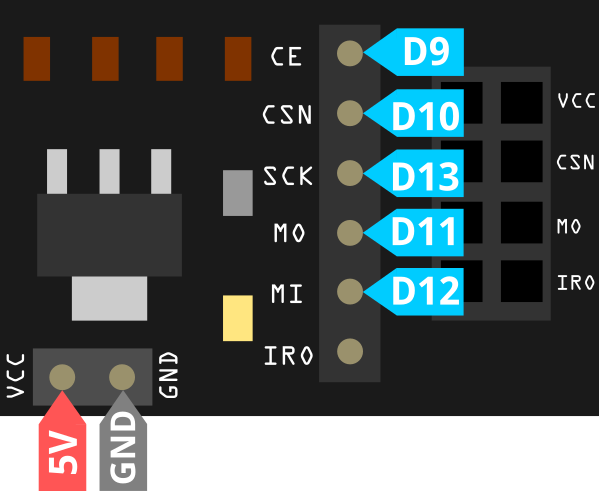 CE
D9
CSN
D10
VCC
SCK
D13
CSN
MO
D11
MO
MI
D12
IRO
IRO
VCC
GND
5V
GND